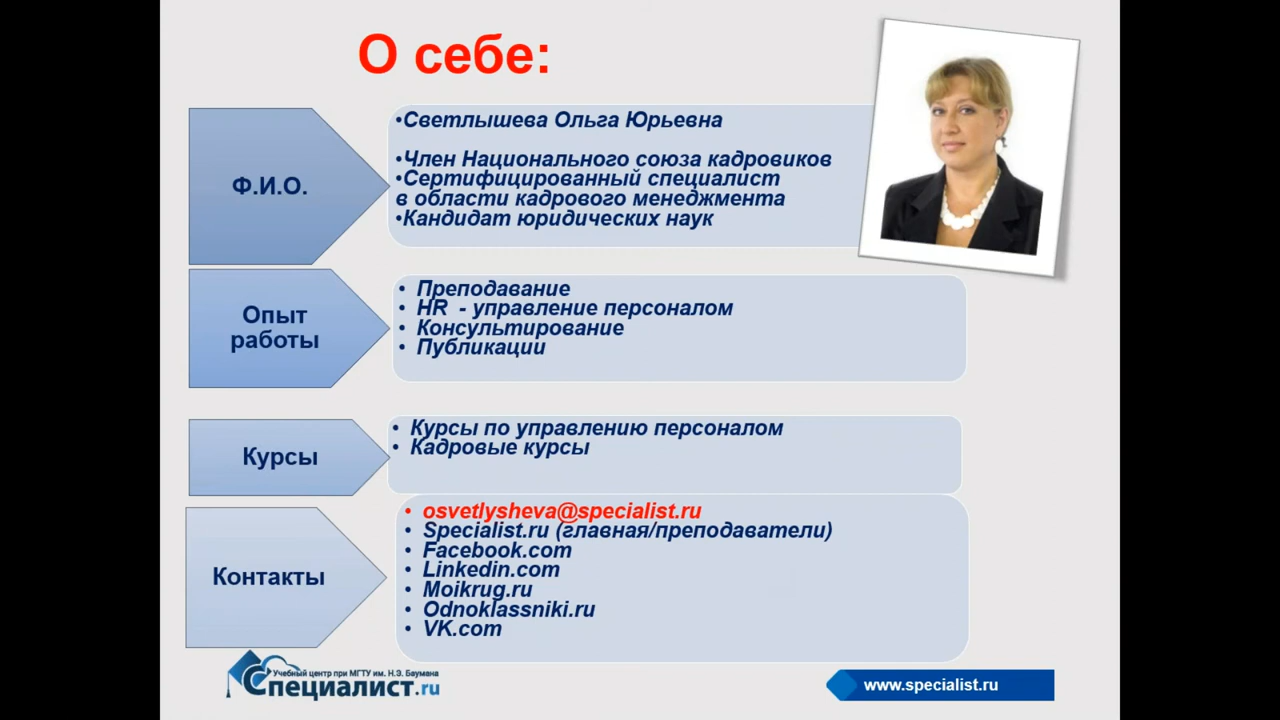 О себе:
Ф.И.О.
•Светлышева Ольга Юрьевна
•Член Национального союза кадровиков
•Сертифицированный специалист
в области кадрового менеджмента
•Кандидат юридических наук
Опыт
работы
• Преподавание
• HR - управление персоналом
• Консультирование
• Публикации
Курсы
• Курсы по управлению персоналом
• Кадровые курсы
Контакты
• osvetlysheva@specialist.ru
• Specialist.ru (главная/преподаватели)
• Facebook.com
• Linkedin.com
• Moikrug.ru
• Odnoklassniki.ru
• VK.com
Учебный центр при МГТУ им. Н.Э. Баумана
Специалист.ru
www.specialist.ru